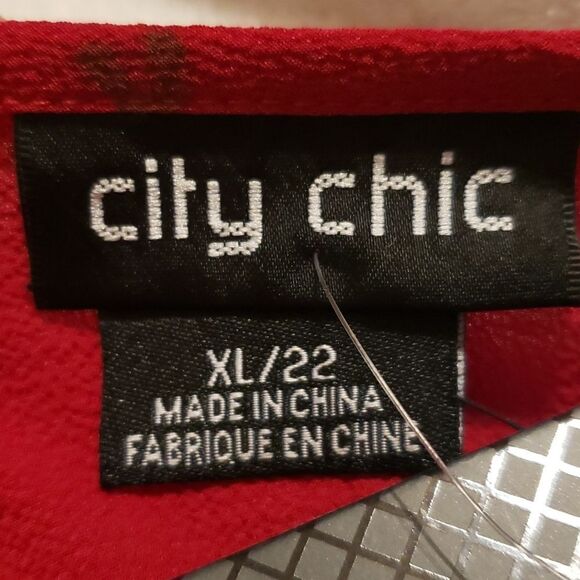 city chic
XL/22
MADE IN CHINA
FABRIQUE EN CHINE